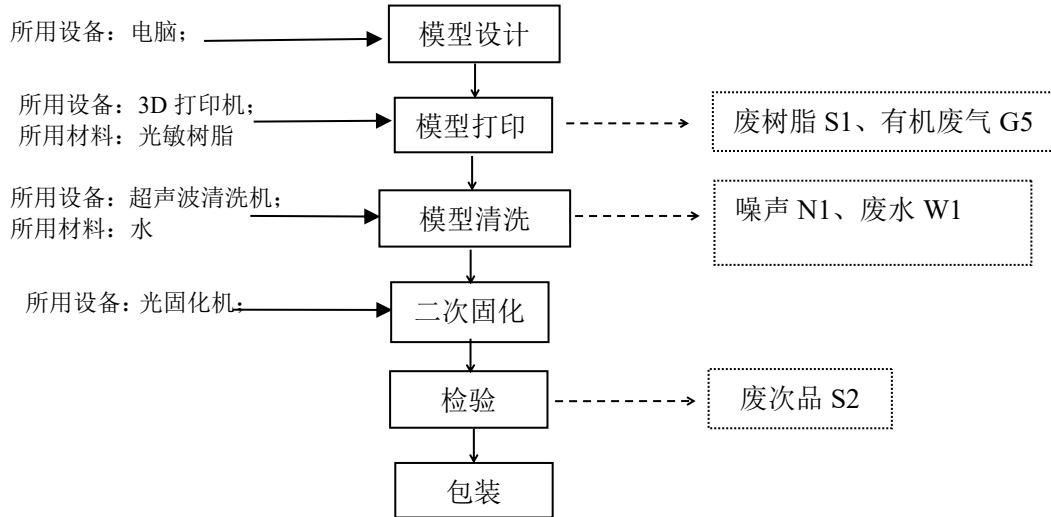 所用设备：电脑；
模型设计
所用设备：3D 打印机；
所用材料：光敏树脂
模型打印
废树脂 S1、有机废气 G5
所用设备：超声波清洗机；
所用材料：水
模型清洗
噪声 N1、废水 W1
所用设备：光固化机；
二次固化
检验
废次品 S2
包装